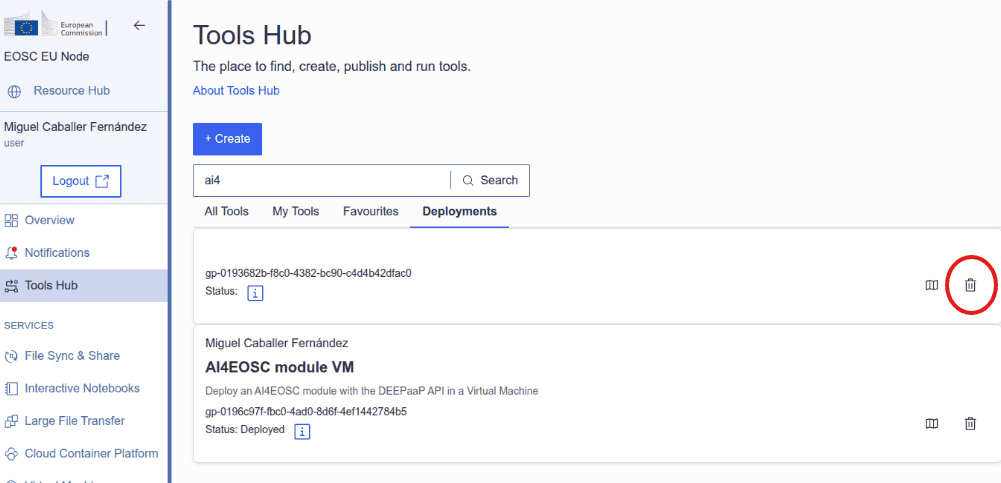 European
Commission
EOSC EU Node
Resource Hub
Miguel Caballer Fernández
user
Logout
Overview
Notifications
Tools Hub
SERVICES
File Sync & Share
Interactive Notebooks
Large File Transfer
Cloud Container Platform
Tools Hub
The place to find, create, publish and run tools.
About Tools Hub
+ Create
ai4 Search
All Tools My Tools Favourites Deployments
gp-0193682b-f8c0-4382-bc90-c4d4b42dfac0
Status: i
Miguel Caballer Fernández
AI4EOSC module VM
Deploy an AI4EOSC module with the DEEPaaP API in a Virtual Machine
gp-0196c97f-fbc0-4ad0-8d6f-4ef1442784b5
Status: Deployed i